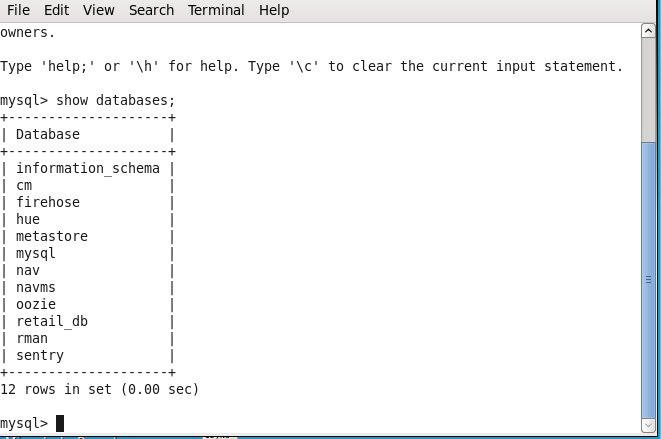 File Edit View Search Terminal Help
owners.
Type 'help;' or '\h' for help. Type '\c' to clear the current input statement.
mysql> show databases;
+--------------------+
| Database           |
+--------------------+
| information_schema |
| cm                 |
| firehose           |
| hue                |
| metastore          |
| mysql              |
| nav                |
| navms              |
| oozie              |
| retail_db          |
| rman               |
| sentry             |
+--------------------+
12 rows in set (0.00 sec)
mysql>